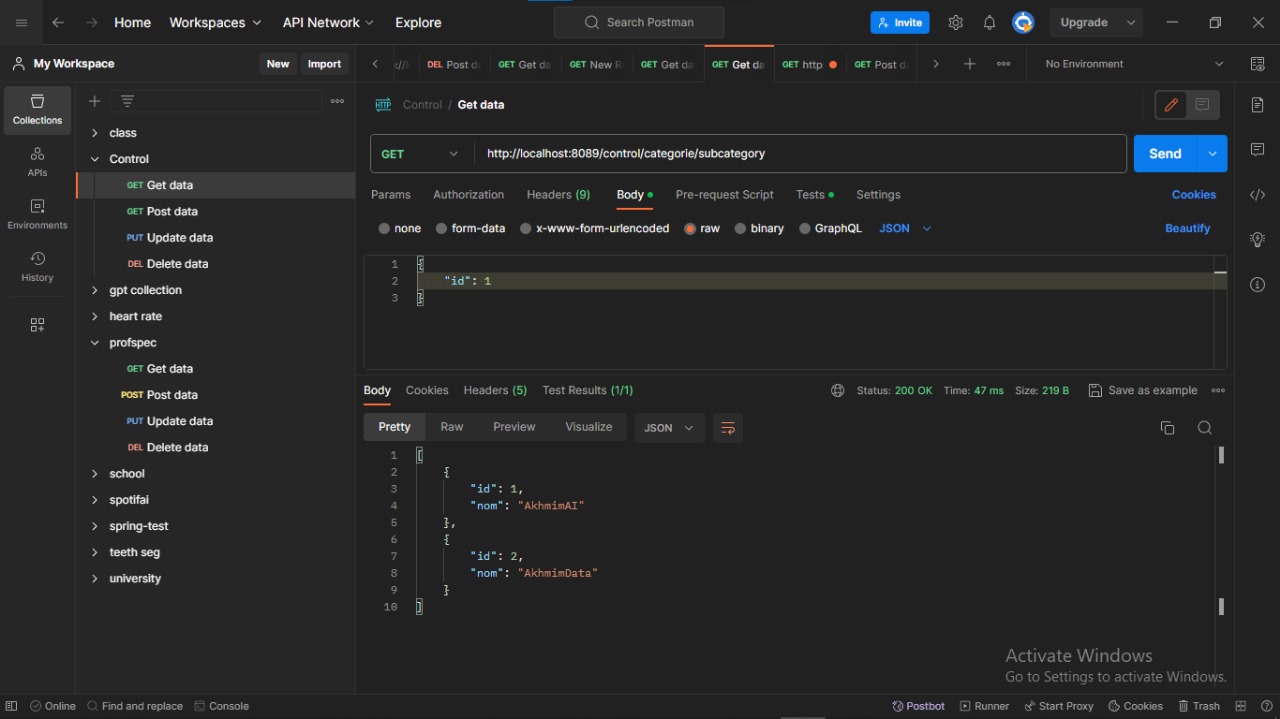 Home Workspaces API Network Explore Search Postman Invite Upgrade
My Workspace New Import
DEL Post d GET Get da GET New R GET Get da GET Get da GET http: GET Post d No Environment
Collections
APIs
Environments
History
class
Control
GET Get data
GET Post data
PUT Update data
DEL Delete data
gpt collection
heart rate
profspec
GET Get data
POST Post data
PUT Update data
DEL Delete data
school
spotifai
spring-test
teeth seg
university
HTTP Control / Get data
GET http://localhost:8089/control/categorie/subcategory Send
Params Authorization Headers (9) Body Pre-request Script Tests Settings Cookies
none form-data x-www-form-urlencoded raw binary GraphQL JSON Beautify
1 {
2 "id": 1
3 }
Body Cookies Headers (5) Test Results (1/1) Status: 200 OK Time: 47 ms Size: 219 B Save as example
Pretty Raw Preview Visualize JSON
1 [
2 {
3 "id": 1,
4 "nom": "AkhmimAI"
5 },
6 {
7 "id": 2,
8 "nom": "AkhmimData"
9 }
10 ]
Activate Windows
Go to Settings to activate Windows.
Online Find and replace Console Postbot Runner Start Proxy Cookies Trash